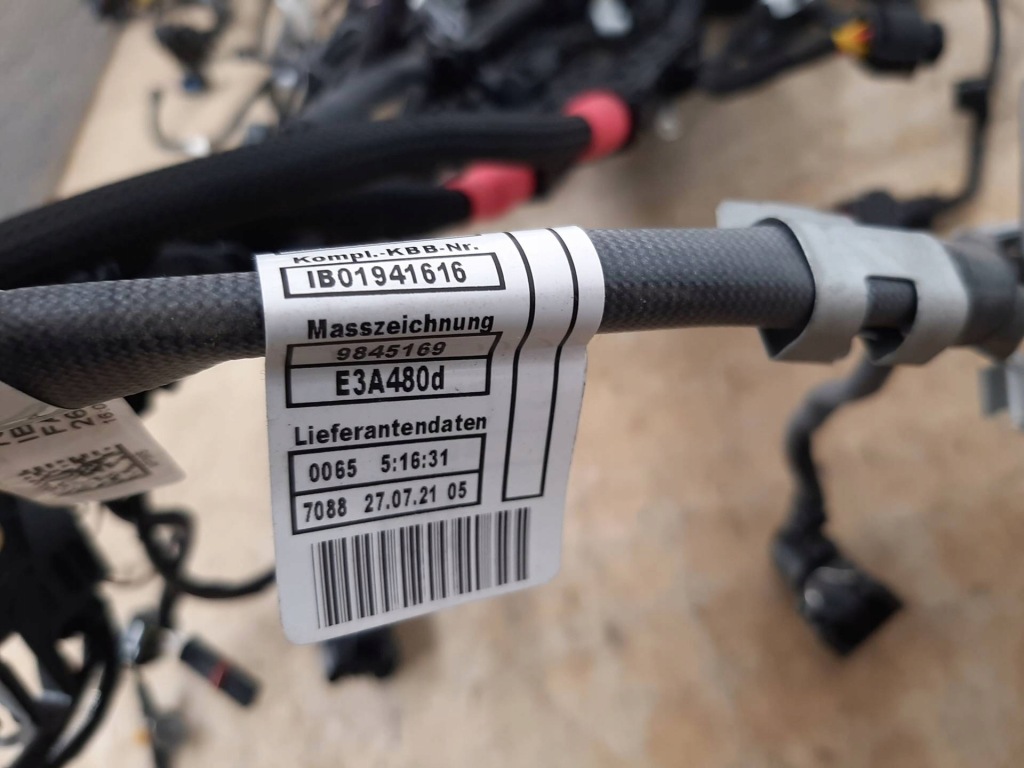 Kompl.-KBB-Nr.
IB01941616
Masszeichnung
9845169
E3A480d
Lieferantendaten
0065 5:16:31
7088 27.07.21 05